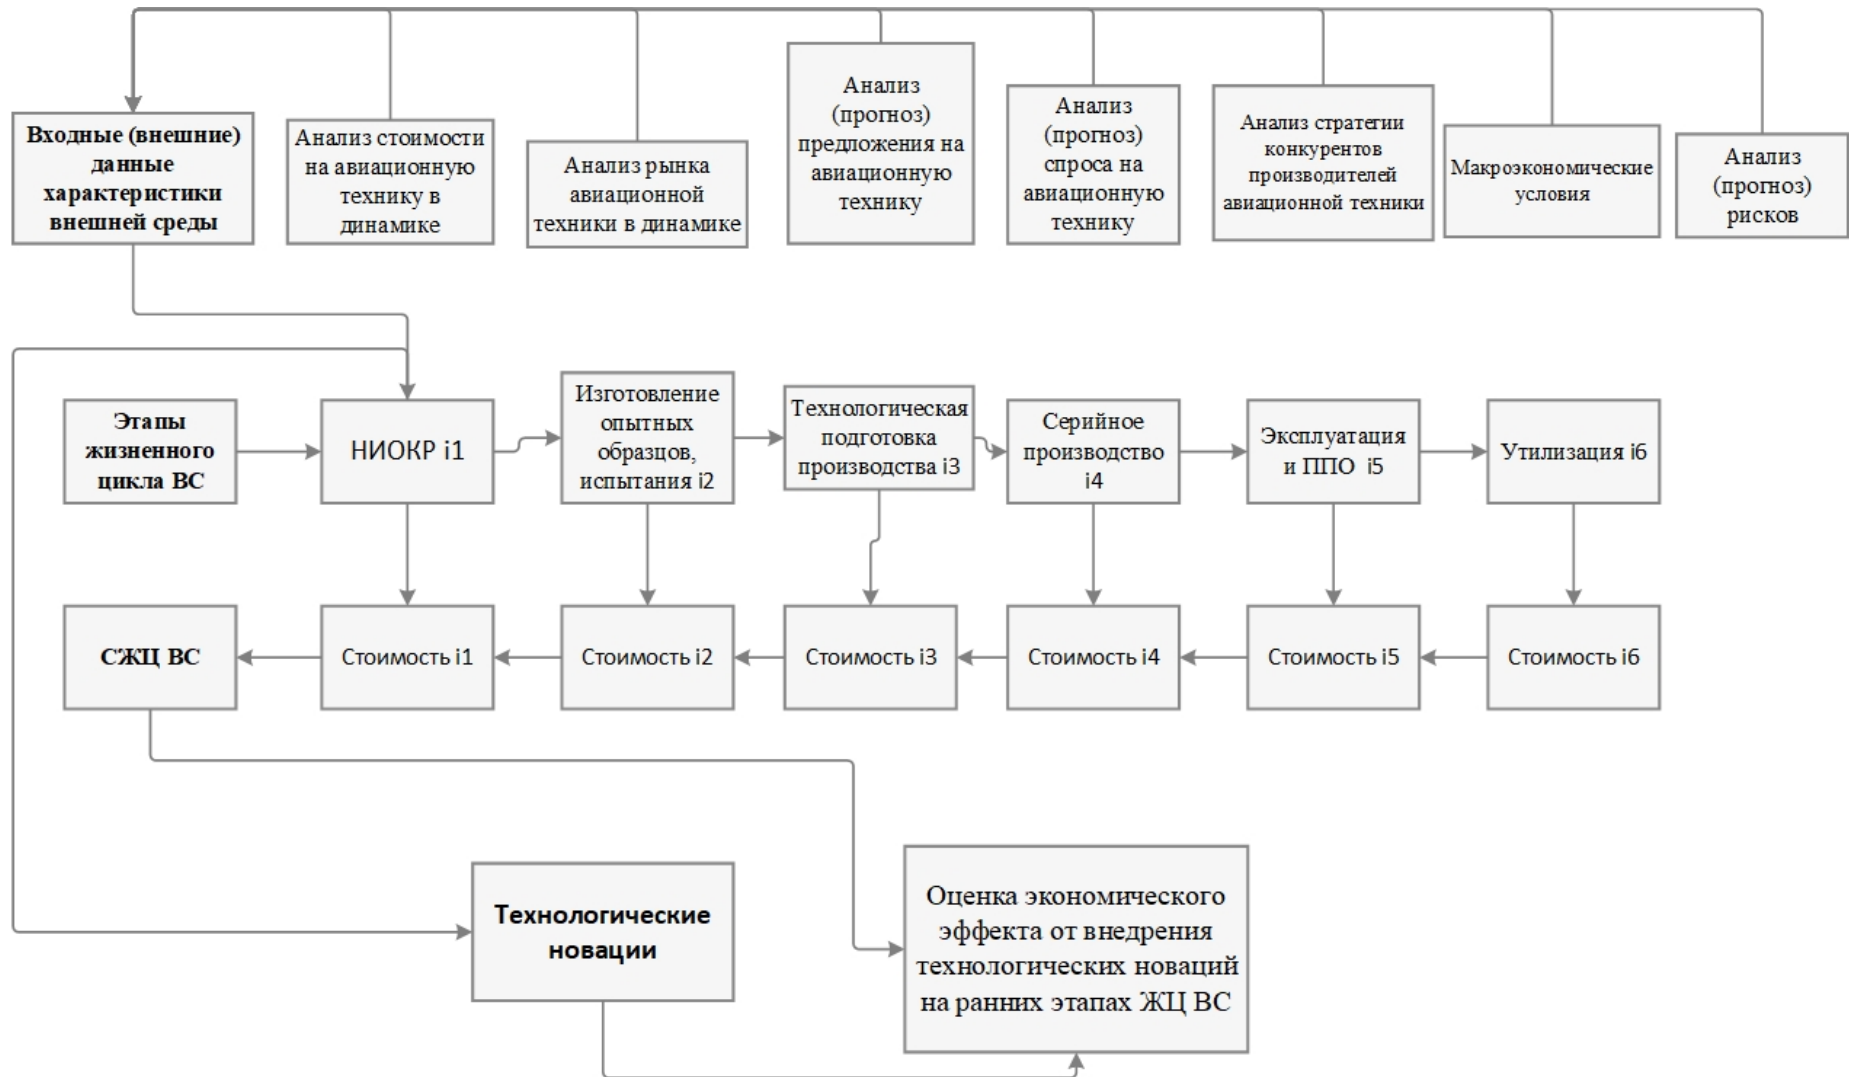 Входные (внешние)
данные
характеристики
внешней среды
Анализ стоимости
на авиационную
технику в
динамике
Анализ рынка
авиационной
техники в динамике
Анализ
(прогноз)
предложения на
авиационную
технику
Анализ
(прогноз)
спроса на
авиационную
технику
Анализ стратегии
конкурентов
производителей
авиационной техники
Макроэкономические
условия
Анализ
(прогноз)
рисков
Этапы
жизненного
цикла ВС
НИОКР i1
Изготовление
опытных
образцов,
испытания i2
Технологическая
подготовка
производства i3
Серийное
производство
i4
Эксплуатация
и ППО i5
Утилизация i6
СЖЦ ВС
Стоимость i1
Стоимость i2
Стоимость i3
Стоимость i4
Стоимость i5
Стоимость i6
Технологические
новации
Оценка экономического
эффекта от внедрения
технологических новаций
на ранних этапах ЖЦ ВС